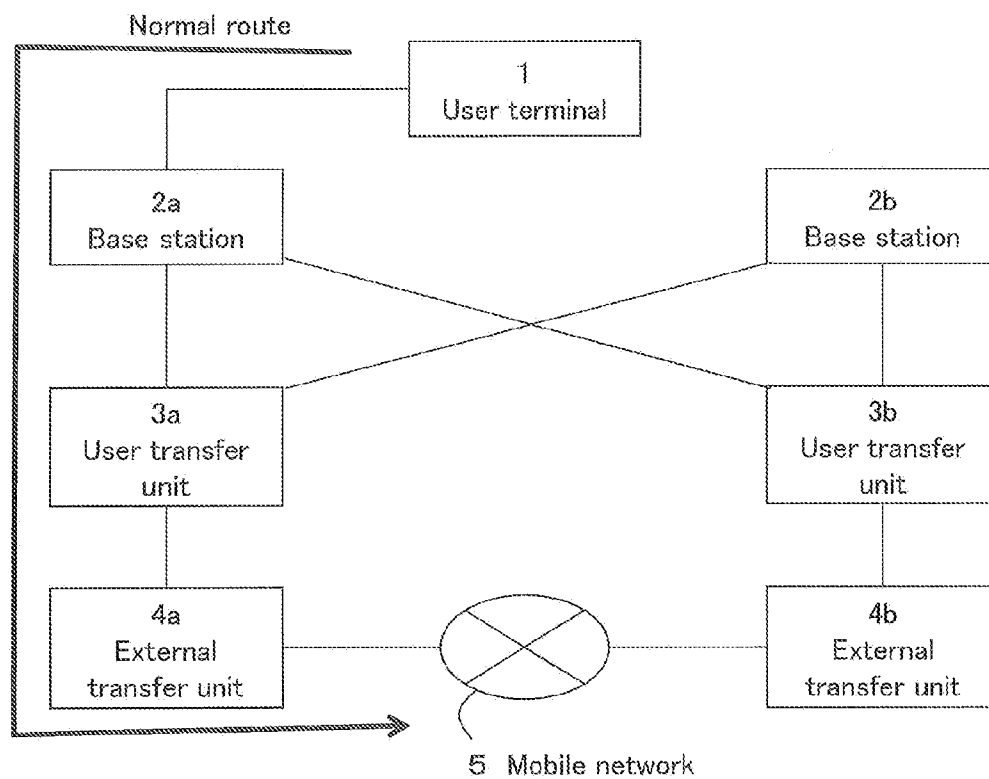 Normal route
1
User terminal
2a
Base station
2b
Base station
3a
User transfer
unit
3b
User transfer
unit
4a
External
transfer unit
4b
External
transfer unit
5 Mobile network